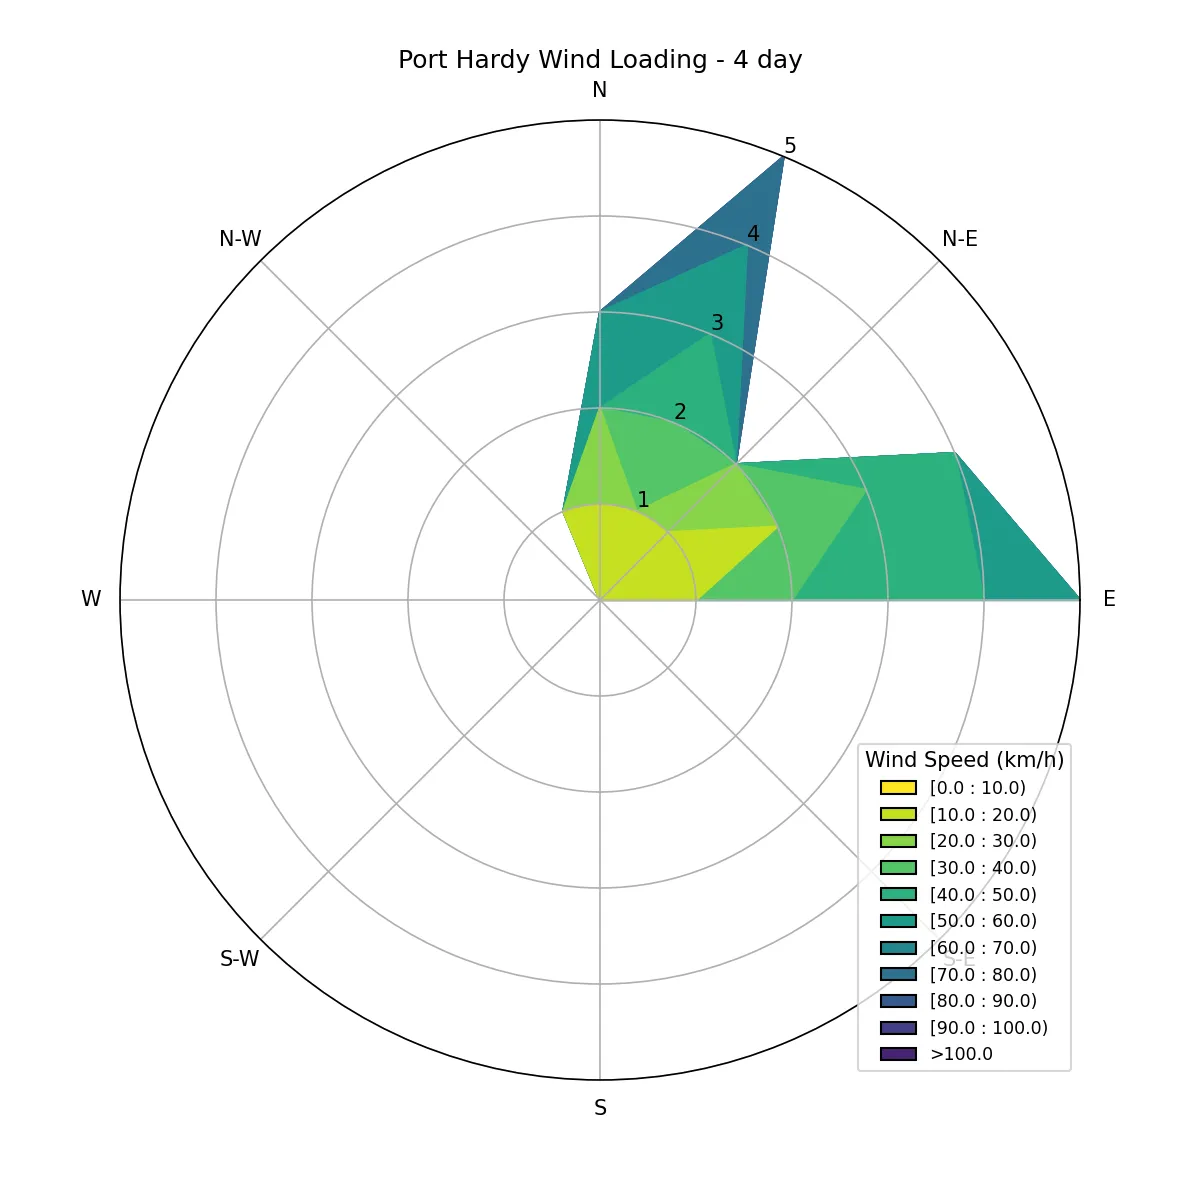 Port Hardy Wind Loading - 4 day
N
5
N-W
4
N-E
3
2
1
W
E
Wind Speed (km/h)
[0.0 : 10.0)
[10.0 : 20.0)
[20.0 : 30.0)
[30.0 : 40.0)
[40.0 : 50.0)
[50.0 : 60.0)
[60.0 : 70.0)
[70.0 : 80.0)
[80.0 : 90.0)
[90.0 : 100.0)
>100.0
S-W
S-E
S